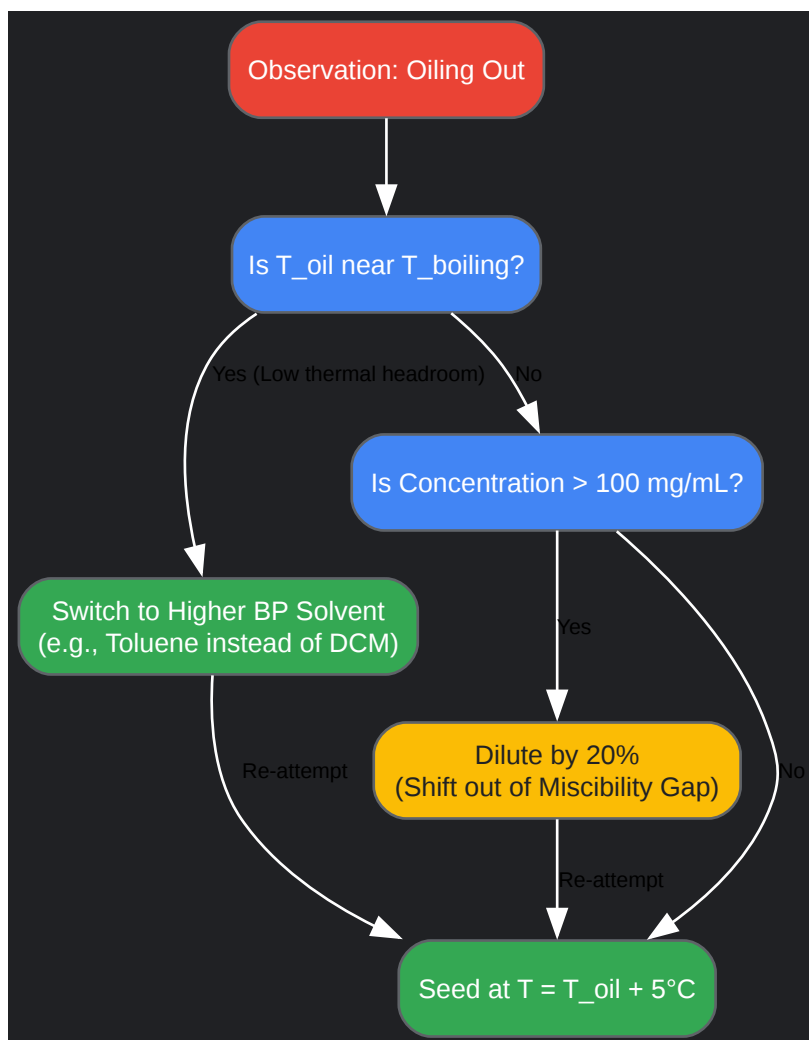 Observation: Oiling Out
Is T_oil near T_boiling?
Yes (Low thermal headroom)
No
Is Concentration > 100 mg/mL?
Switch to Higher BP Solvent
(e.g., Toluene instead of DCM)
Yes
Dilute by 20%
(Shift out of Miscibility Gap)
Re-attempt
No
Re-attempt
Seed at T = T_oil + 5°C